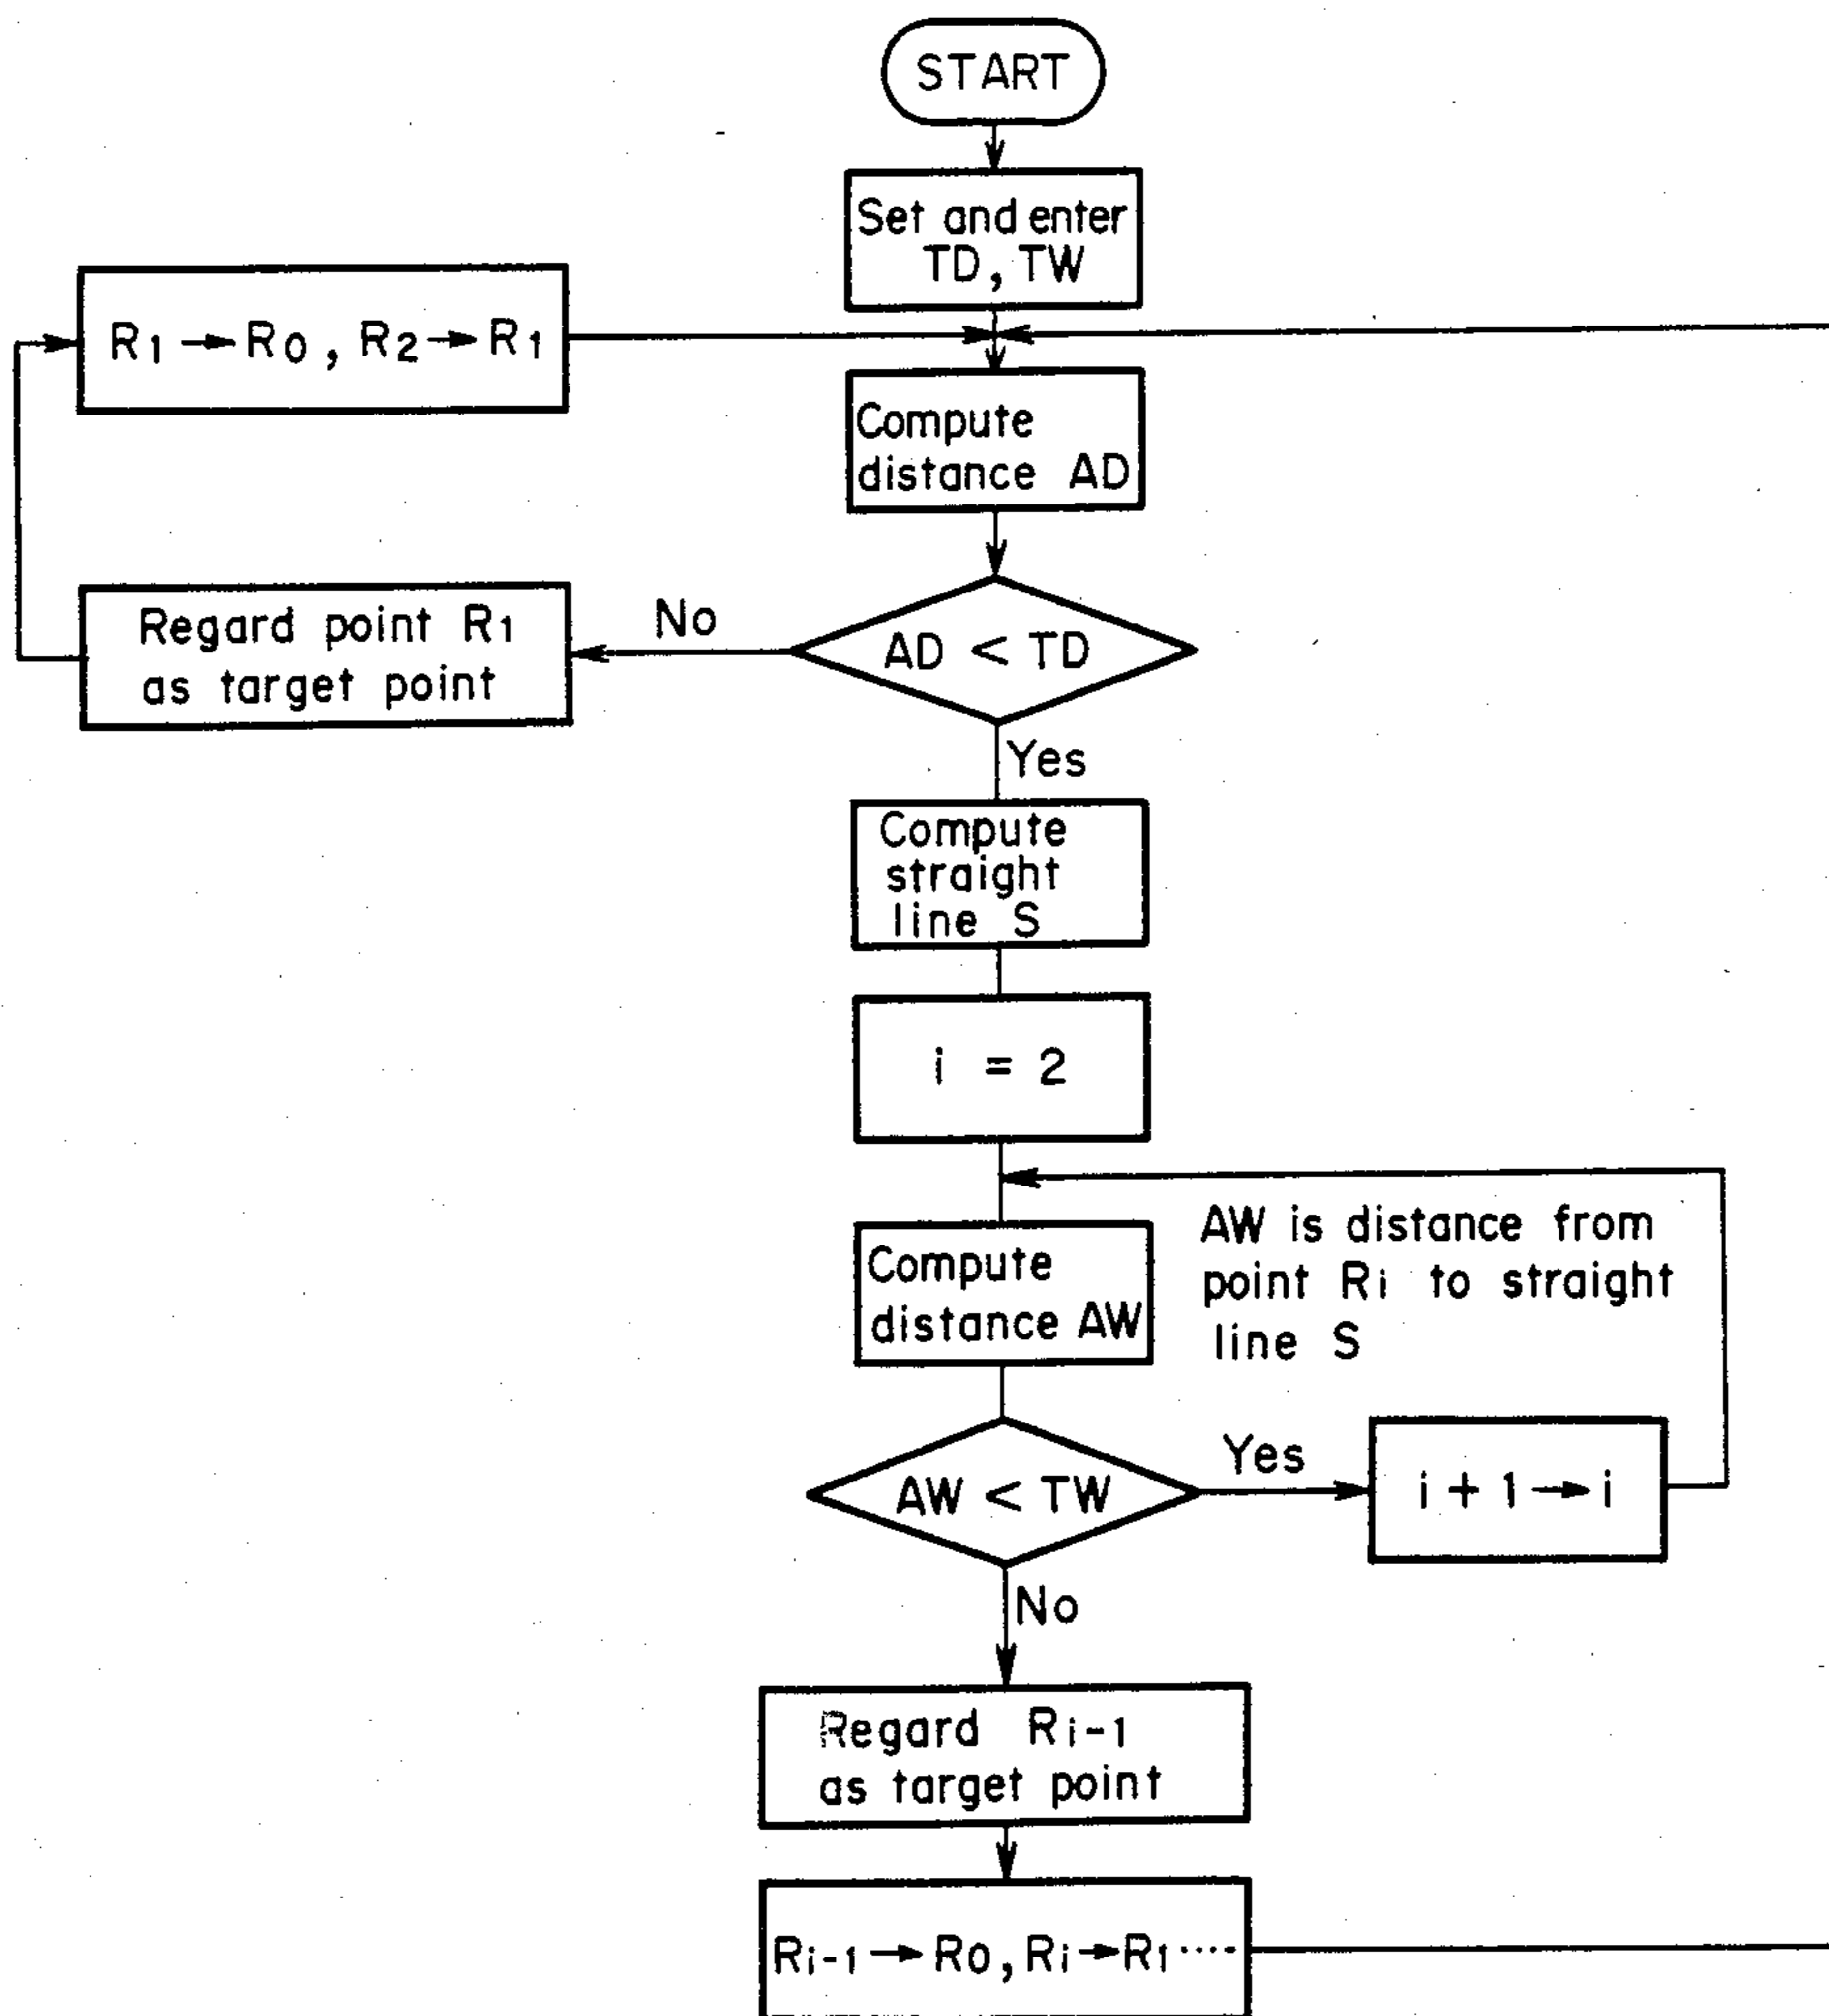 START
Set and enter
TD, TW
R1 → R0, R2 → R1
Compute
distance AD
Regard point R1
as target point
No
AD < TD
Yes
Compute
straight
line S
i = 2
Compute
distance AW
AW is distance from
point Ri to straight
line S
AW < TW
Yes
i + 1 → i
No
Regard Ri-1
as target point
Ri-1 → R0, Ri → R1 ····